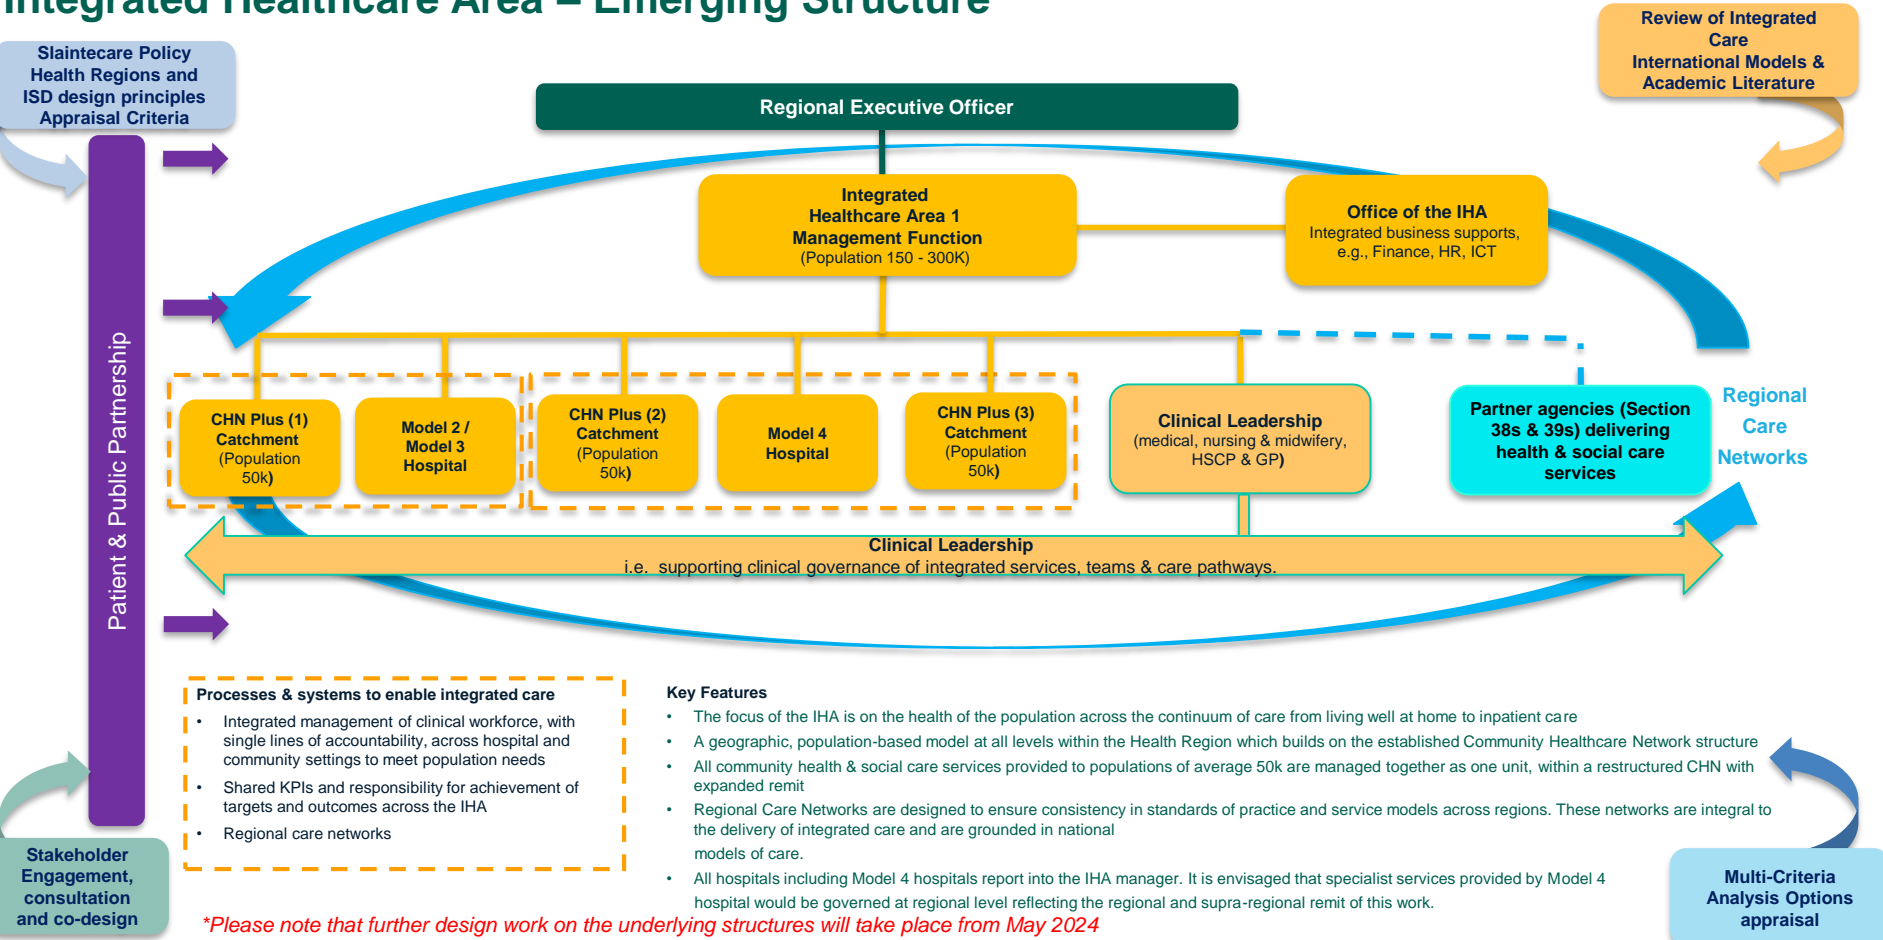 Integrated Healthcare Area – Emerging Structure
Slaintecare Policy
Health Regions and
ISD design principles
Appraisal Criteria
Review of Integrated
Care
International Models &
Academic Literature
Regional Executive Officer
Integrated
Healthcare Area 1
Management Function
(Population 150 - 300K)
Office of the IHA
Integrated business supports,
e.g., Finance, HR, ICT
Patient & Public Partnership
CHN Plus (1)
Catchment
(Population
50k)
Model 2 /
Model 3
Hospital
CHN Plus (2)
Catchment
(Population
50k)
Model 4
Hospital
CHN Plus (3)
Catchment
(Population
50k)
Clinical Leadership
(medical, nursing & midwifery,
HSCP & GP)
Partner agencies (Section
38s & 39s) delivering
health & social care
services
Regional
Care
Networks
Clinical Leadership
i.e. supporting clinical governance of integrated services, teams & care pathways.
Processes & systems to enable integrated care
• Integrated management of clinical workforce, with
single lines of accountability, across hospital and
community settings to meet population needs
• Shared KPIs and responsibility for achievement of
targets and outcomes across the IHA
• Regional care networks
Key Features
• The focus of the IHA is on the health of the population across the continuum of care from living well at home to inpatient care
• A geographic, population-based model at all levels within the Health Region which builds on the established Community Healthcare Network structure
• All community health & social care services provided to populations of average 50k are managed together as one unit, within a restructured CHN with
expanded remit
• Regional Care Networks are designed to ensure consistency in standards of practice and service models across regions. These networks are integral to
the delivery of integrated care and are grounded in national
models of care.
• All hospitals including Model 4 hospitals report into the IHA manager. It is envisaged that specialist services provided by Model 4
hospital would be governed at regional level reflecting the regional and supra-regional remit of this work.
Stakeholder
Engagement,
consultation
and co-design
Multi-Criteria
Analysis Options
appraisal
*Please note that further design work on the underlying structures will take place from May 2024